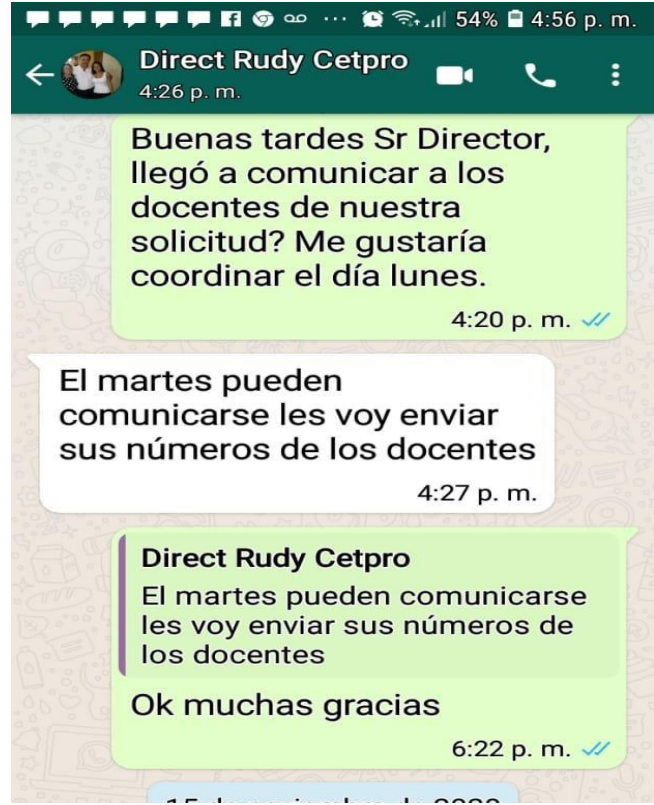 54% 4:56 p. m.
Direct Rudy Cetpro
4:26 p. m.
Buenas tardes Sr Director,
llegó a comunicar a los
docentes de nuestra
solicitud? Me gustaría
coordinar el día lunes.
4:20 p. m.
El martes pueden
comunicarse les voy enviar
sus números de los docentes
4:27 p. m.
Direct Rudy Cetpro
El martes pueden comunicarse
les voy enviar sus números de
los docentes
Ok muchas gracias
6:22 p. m.